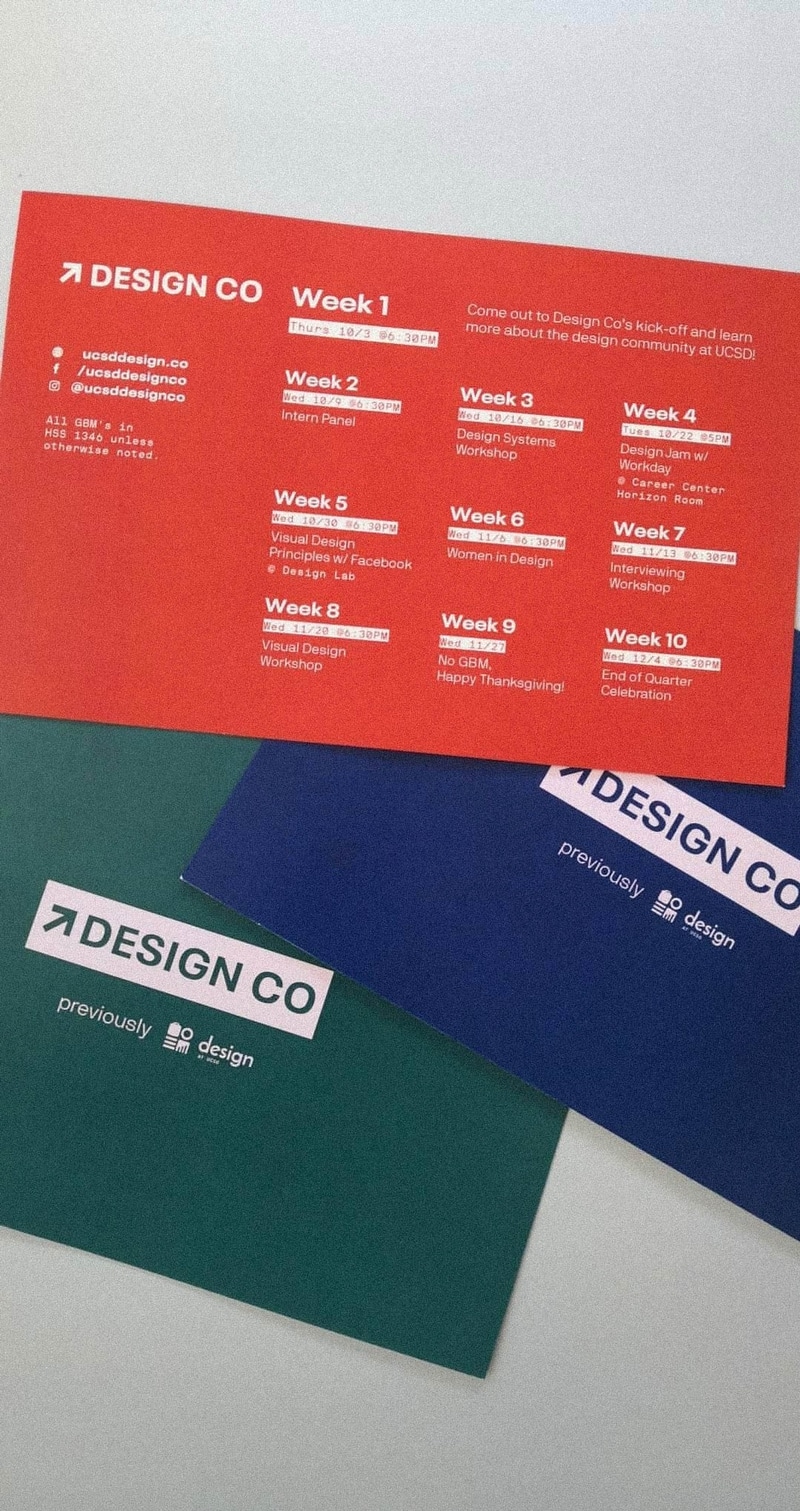 DESIGN CO
ucsddesign.co
/ucsddesignco
@ucsddesignco
All GBM's in
HSS 1346 unless
otherwise noted.
Week 1
Thurs 10/3 @6:30PM
Come out to Design Co's kick-off and learn
more about the design community at UCSD!
Week 2
Wed 10/9 @6:30PM
Intern Panel
Week 3
Wed 10/16 @6:30PM
Design Systems
Workshop
Week 4
Tues 10/22 @5PM
Design Jam w/
Workday
@ Career Center
Horizon Room
Week 5
Wed 10/30 @6:30PM
Visual Design
Principles w/ Facebook
@ Design Lab
Week 6
Wed 11/6 @6:30PM
Women in Design
Week 7
Wed 11/13 @6:30PM
Interviewing
Workshop
Week 8
Wed 11/20 @6:30PM
Visual Design
Workshop
Week 9
Wed 11/27
No GBM,
Happy Thanksgiving!
Week 10
Wed 12/4 @6:30PM
End of Quarter
Celebration
DESIGN CO
previously
design
AT UCSD
DESIGN CO
previously
design
AT UCSD